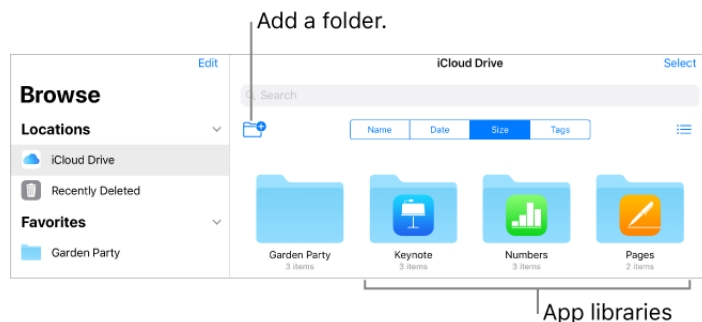 Add a folder.
Edit
iCloud Drive
Select
Browse
Search
Locations
Name Date Size Tags
iCloud Drive
Recently Deleted
Favorites
Garden Party
Garden Party Keynote Numbers Pages
3 items 3 items 3 items 2 items
App libraries